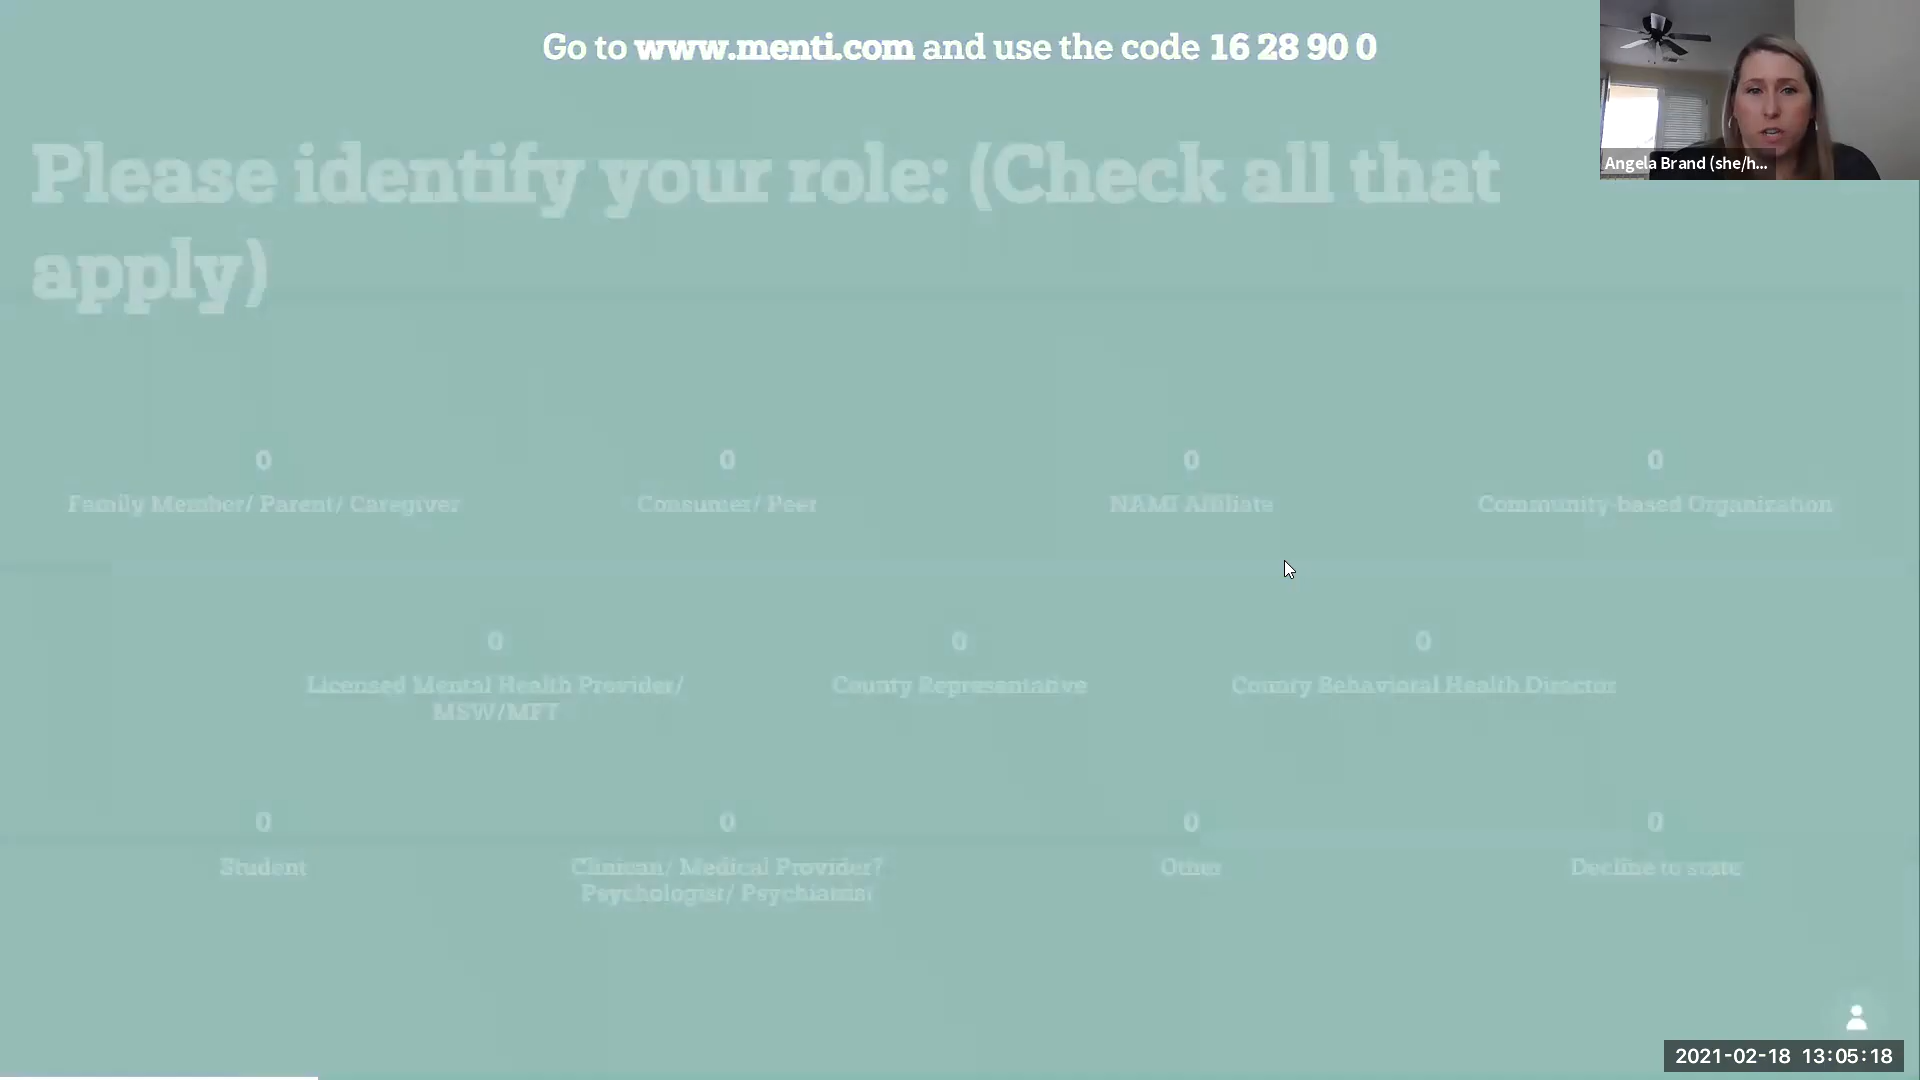 Go to www.menti.com and use the code 16 28 90 0
Angela Brand (she/h...
Please identify your role: (Check all that
apply)
0
Family Member/ Parent/ Caregiver
0
Consumer/ Peer
0
NAMI Affiliate
0
Community-based Organization
0
Licensed Mental Health Provider/
MSW/MFT
0
County Representative
0
County Behavioral Health Director
0
Student
0
Clinican/ Medical Provider?
Psychologist/ Psychiatrist
0
Other
0
Decline to state
2021-02-18 13:05:18